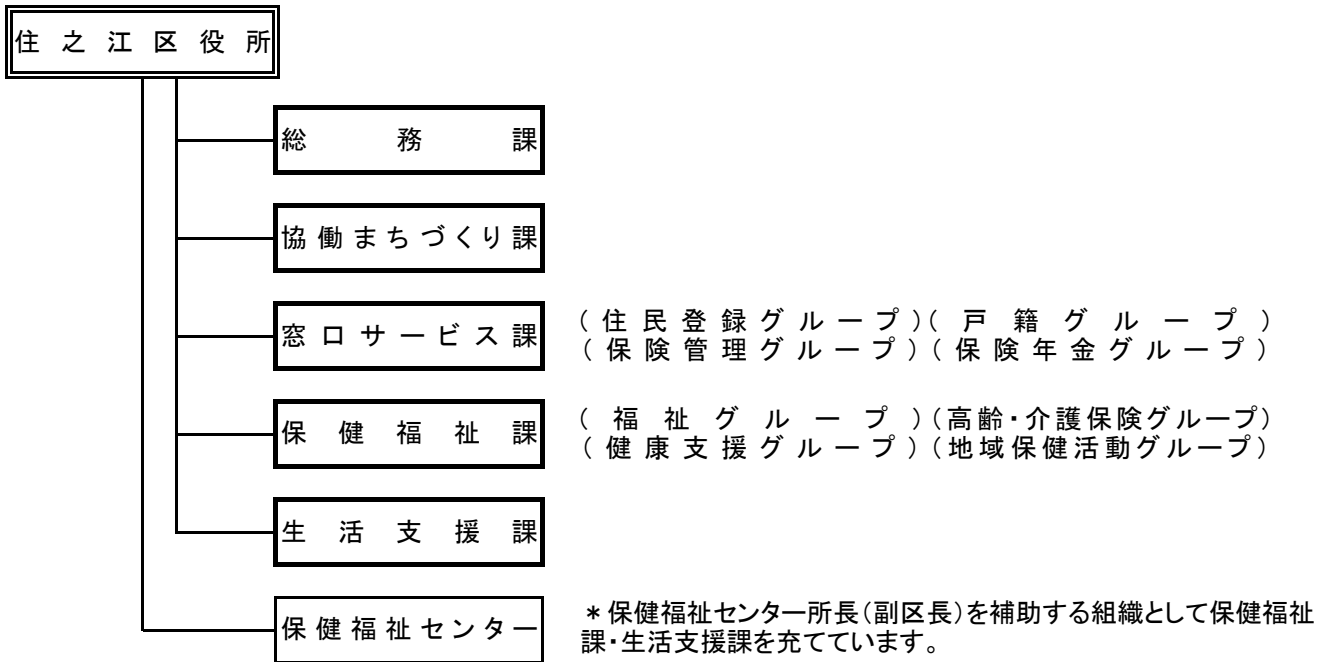 住之江区役所
総務課
協働まちづくり課
窓口サービス課
(住民登録グループ)(戸籍グループ)
(保険管理グループ)(保険年金グループ)
保健福祉課
(福祉グループ)(高齢・介護保険グループ)
(健康支援グループ)(地域保健活動グループ)
生活支援課
保健福祉センター
*保健福祉センター所長(副区長)を補助する組織として保健福祉
課・生活支援課を充てています。